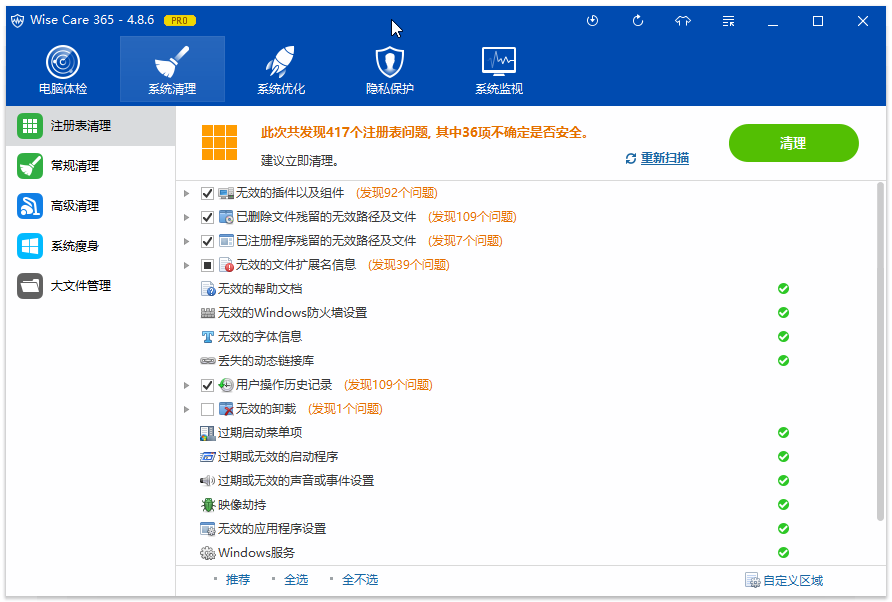 Wise Care 365 - 4.8.6 PRO
电脑体检 系统清理 系统优化 隐私保护 系统监视
注册表清理
常规清理
高级清理
系统瘦身
大文件管理
此次共发现417个注册表问题, 其中36项不确定是否安全。
建议立即清理。
重新扫描
清理
无效的插件以及组件 (发现92个问题)
已删除文件残留的无效路径及文件 (发现109个问题)
已注册程序残留的无效路径及文件 (发现7个问题)
无效的文件扩展名信息 (发现39个问题)
无效的帮助文档
无效的Windows防火墙设置
无效的字体信息
丢失的动态链接库
用户操作历史记录 (发现109个问题)
无效的卸载 (发现1个问题)
过期启动菜单项
过期或无效的启动程序
过期或无效的声音或事件设置
映像劫持
无效的应用程序设置
Windows服务
推荐 全选 全不选 自定义区域